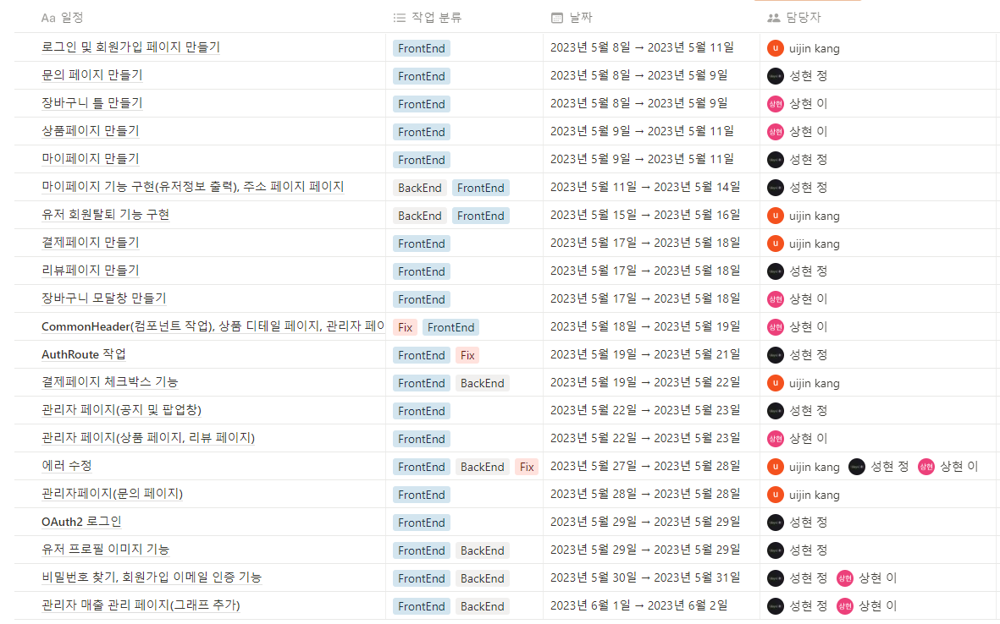 Aa 일정 작업 분류 날짜 담당자
로그인 및 회원가입 페이지 만들기 FrontEnd 2023년 5월 8일 → 2023년 5월 11일 u uijin kang
문의 페이지 만들기 FrontEnd 2023년 5월 8일 → 2023년 5월 9일 성현 정
장바구니 틀 만들기 FrontEnd 2023년 5월 8일 → 2023년 5월 9일 상현 상현 이
상품페이지 만들기 FrontEnd 2023년 5월 9일 → 2023년 5월 11일 상현 상현 이
마이페이지 만들기 FrontEnd 2023년 5월 9일 → 2023년 5월 11일 성현 정
마이페이지 기능 구현(유저정보 출력), 주소 페이지 페이지 BackEnd FrontEnd 2023년 5월 11일 → 2023년 5월 14일 성현 정
유저 회원탈퇴 기능 구현 BackEnd FrontEnd 2023년 5월 15일 → 2023년 5월 16일 u uijin kang
결제페이지 만들기 FrontEnd 2023년 5월 17일 → 2023년 5월 18일 u uijin kang
리뷰페이지 만들기 FrontEnd 2023년 5월 17일 → 2023년 5월 18일 성현 정
장바구니 모달창 만들기 FrontEnd 2023년 5월 17일 → 2023년 5월 18일 상현 상현 이
CommonHeader(컴포넌트 작업), 상품 디테일 페이지, 관리자 페이 Fix FrontEnd 2023년 5월 18일 → 2023년 5월 19일 상현 상현 이
AuthRoute 작업 FrontEnd Fix 2023년 5월 19일 → 2023년 5월 21일 성현 정
결제페이지 체크박스 기능 FrontEnd BackEnd 2023년 5월 19일 → 2023년 5월 22일 u uijin kang
관리자 페이지(공지 및 팝업창) FrontEnd 2023년 5월 22일 → 2023년 5월 23일 성현 정
관리자 페이지(상품 페이지, 리뷰 페이지) FrontEnd 2023년 5월 22일 → 2023년 5월 23일 상현 상현 이
에러 수정 FrontEnd BackEnd Fix 2023년 5월 27일 → 2023년 5월 28일 u uijin kang 성현 정 상현 상현 이
관리자페이지(문의 페이지) FrontEnd 2023년 5월 28일 → 2023년 5월 28일 u uijin kang
OAuth2 로그인 FrontEnd 2023년 5월 29일 → 2023년 5월 29일 성현 정
유저 프로필 이미지 기능 FrontEnd BackEnd 2023년 5월 29일 → 2023년 5월 29일 성현 정
비밀번호 찾기, 회원가입 이메일 인증 기능 FrontEnd BackEnd 2023년 5월 30일 → 2023년 5월 31일 성현 정 상현 상현 이
관리자 매출 관리 페이지(그래프 추가) FrontEnd BackEnd 2023년 6월 1일 → 2023년 6월 2일 성현 정 상현 상현 이